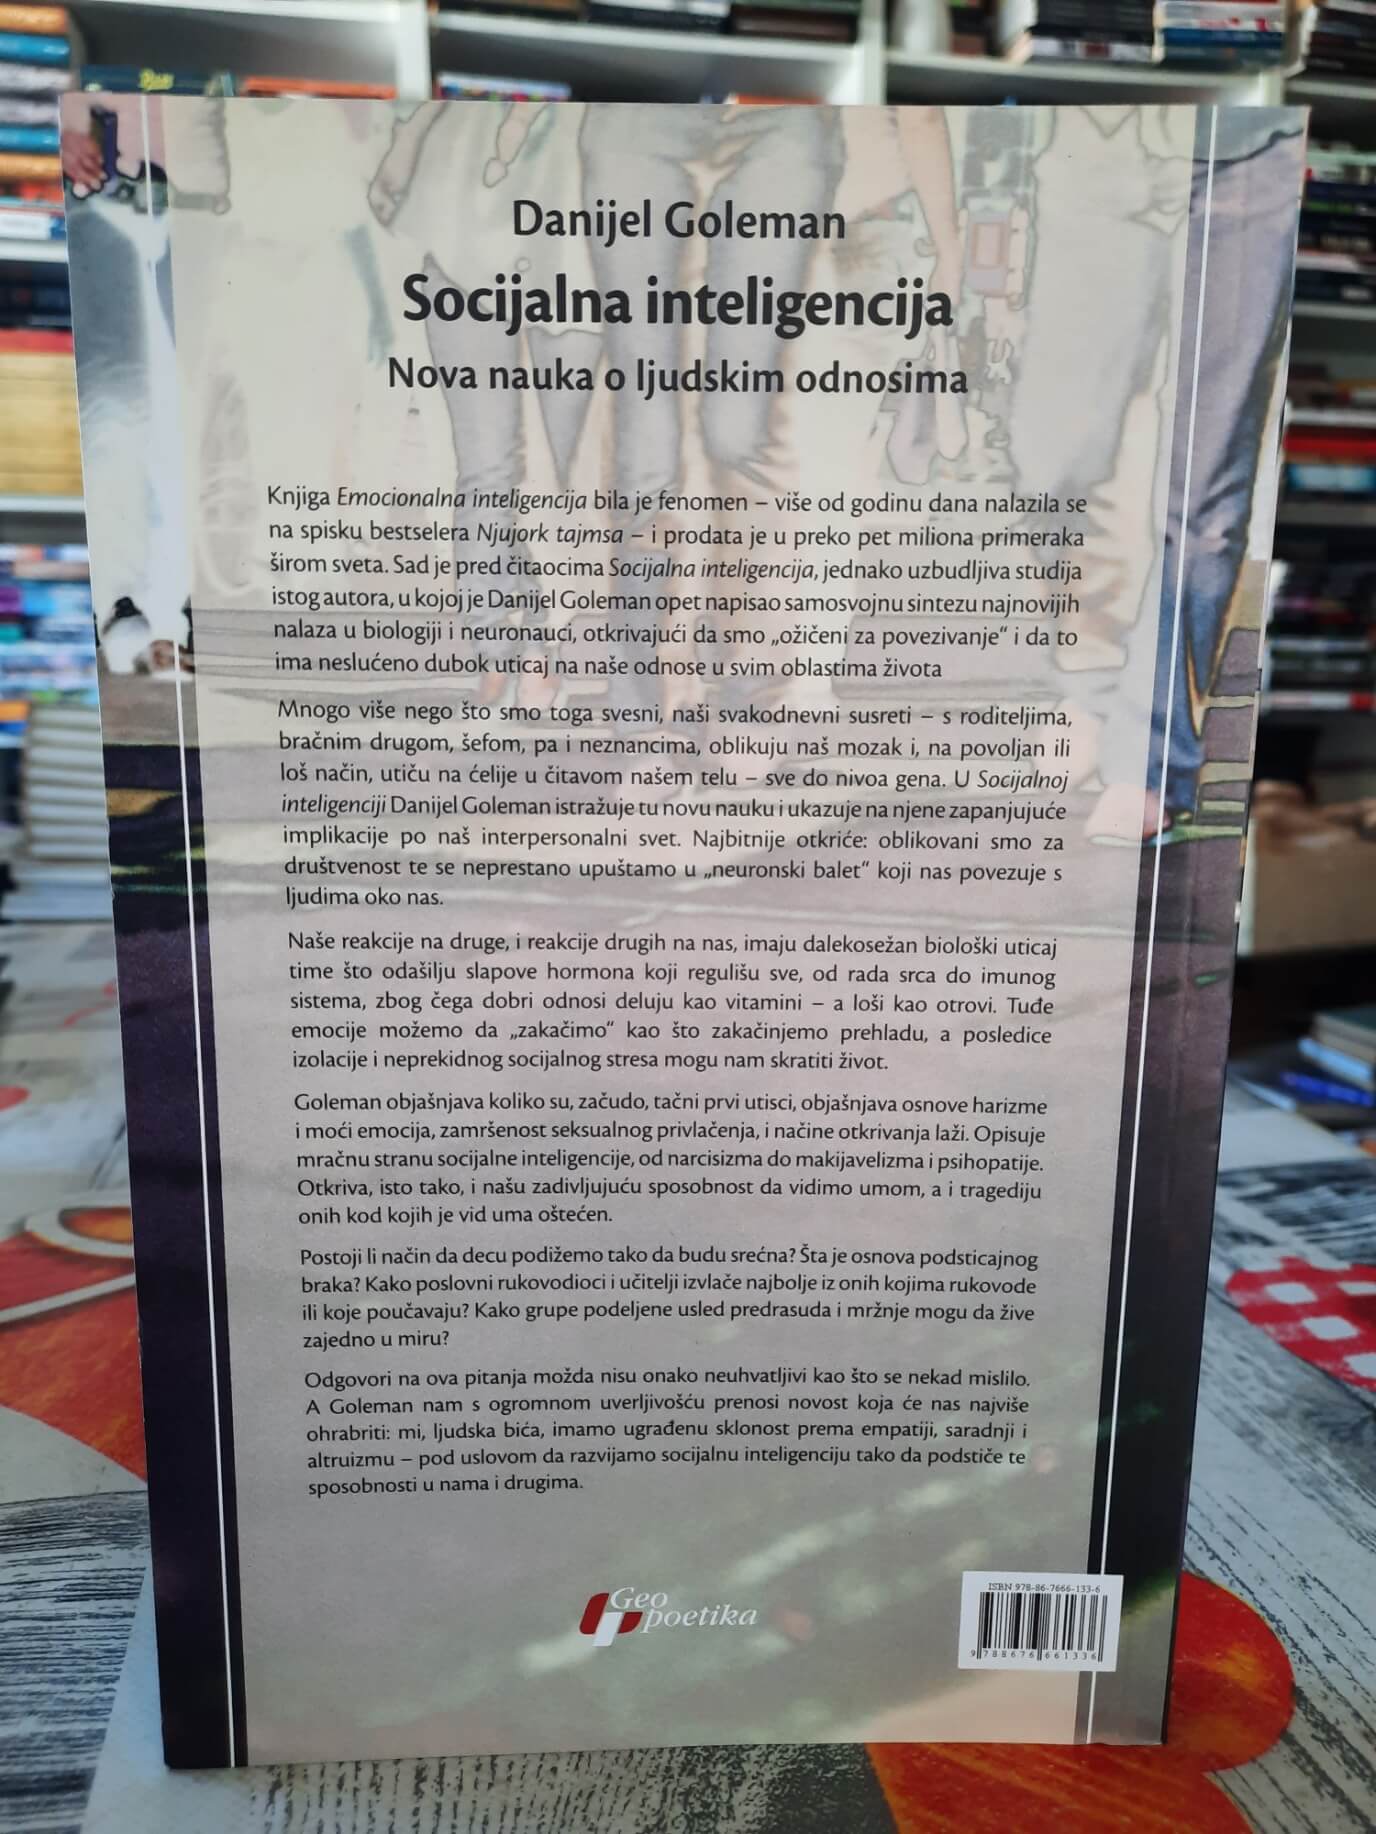 Danijel Goleman
Socijalna inteligencija
Nova nauka o ljudskim odnosima
Knjiga Emocionalna inteligencija bila je fenomen – više od godinu dana nalazila se
na spisku bestselera Njujork tajmsa – i prodata je u preko pet miliona primeraka
širom sveta. Sad je pred čitaocima Socijalna inteligencija, jednako uzbudljiva studija
istog autora, u kojoj je Danijel Goleman opet napisao samosvojnu sintezu najnovijih
nalaza u biologiji i neuronauci, otkrivajući da smo „ožičeni za povezivanje“ i da to
ima neslućeno dubok uticaj na naše odnose u svim oblastima života
Mnogo više nego što smo toga svesni, naši svakodnevni susreti – s roditeljima,
bračnim drugom, šefom, pa i neznancima, oblikuju naš mozak i, na povoljan ili
loš način, utiču na ćelije u čitavom našem telu – sve do nivoa gena. U Socijalnoj
inteligenciji Danijel Goleman istražuje tu novu nauku i ukazuje na njene zapanjujuće
implikacije po naš interpersonalni svet. Najbitnije otkriće: oblikovani smo za
društvenost te se neprestano upuštamo u „neuronski balet“ koji nas povezuje s
ljudima oko nas.
Naše reakcije na druge, i reakcije drugih na nas, imaju dalekosežan biološki uticaj
time što odašilju slapove hormona koji regulišu sve, od rada srca do imunog
sistema, zbog čega dobri odnosi deluju kao vitamini – a loši kao otrovi. Tuđe
emocije možemo da „zakačimo“ kao što zakačinjemo prehladu, a posledice
izolacije i neprekidnog socijalnog stresa mogu nam skratiti život.
Goleman objašnjava koliko su, začudo, tačni prvi utisci, objašnjava osnove harizme
i moći emocija, zamršenost seksualnog privlačenja, i načine otkrivanja laži. Opisuje
mračnu stranu socijalne inteligencije, od narcisizma do makijavelizma i psihopatije.
Otkriva, isto tako, i našu zadivljujuću sposobnost da vidimo umom, a i tragediju
onih kod kojih je vid uma oštećen.
Postoji li način da decu podižemo tako da budu srećna? Šta je osnova podsticajnog
braka? Kako poslovni rukovodioci i učitelji izvlače najbolje iz onih kojima rukovode
ili koje poučavaju? Kako grupe podeljene usled predrasuda i mržnje mogu da žive
zajedno u miru?
Odgovori na ova pitanja možda nisu onako neuhvatljivi kao što se nekad mislilo.
A Goleman nam s ogromnom uverljivošću prenosi novost koja će nas najviše
ohrabriti: mi, ljudska bića, imamo ugrađenu sklonost prema empatiji, saradnji i
altruizmu – pod uslovom da razvijamo socijalnu inteligenciju tako da podstiče te
sposobnosti u nama i drugima.
Geo
poetika
ISBN 978-86-7666-133-6
9 788676 661336